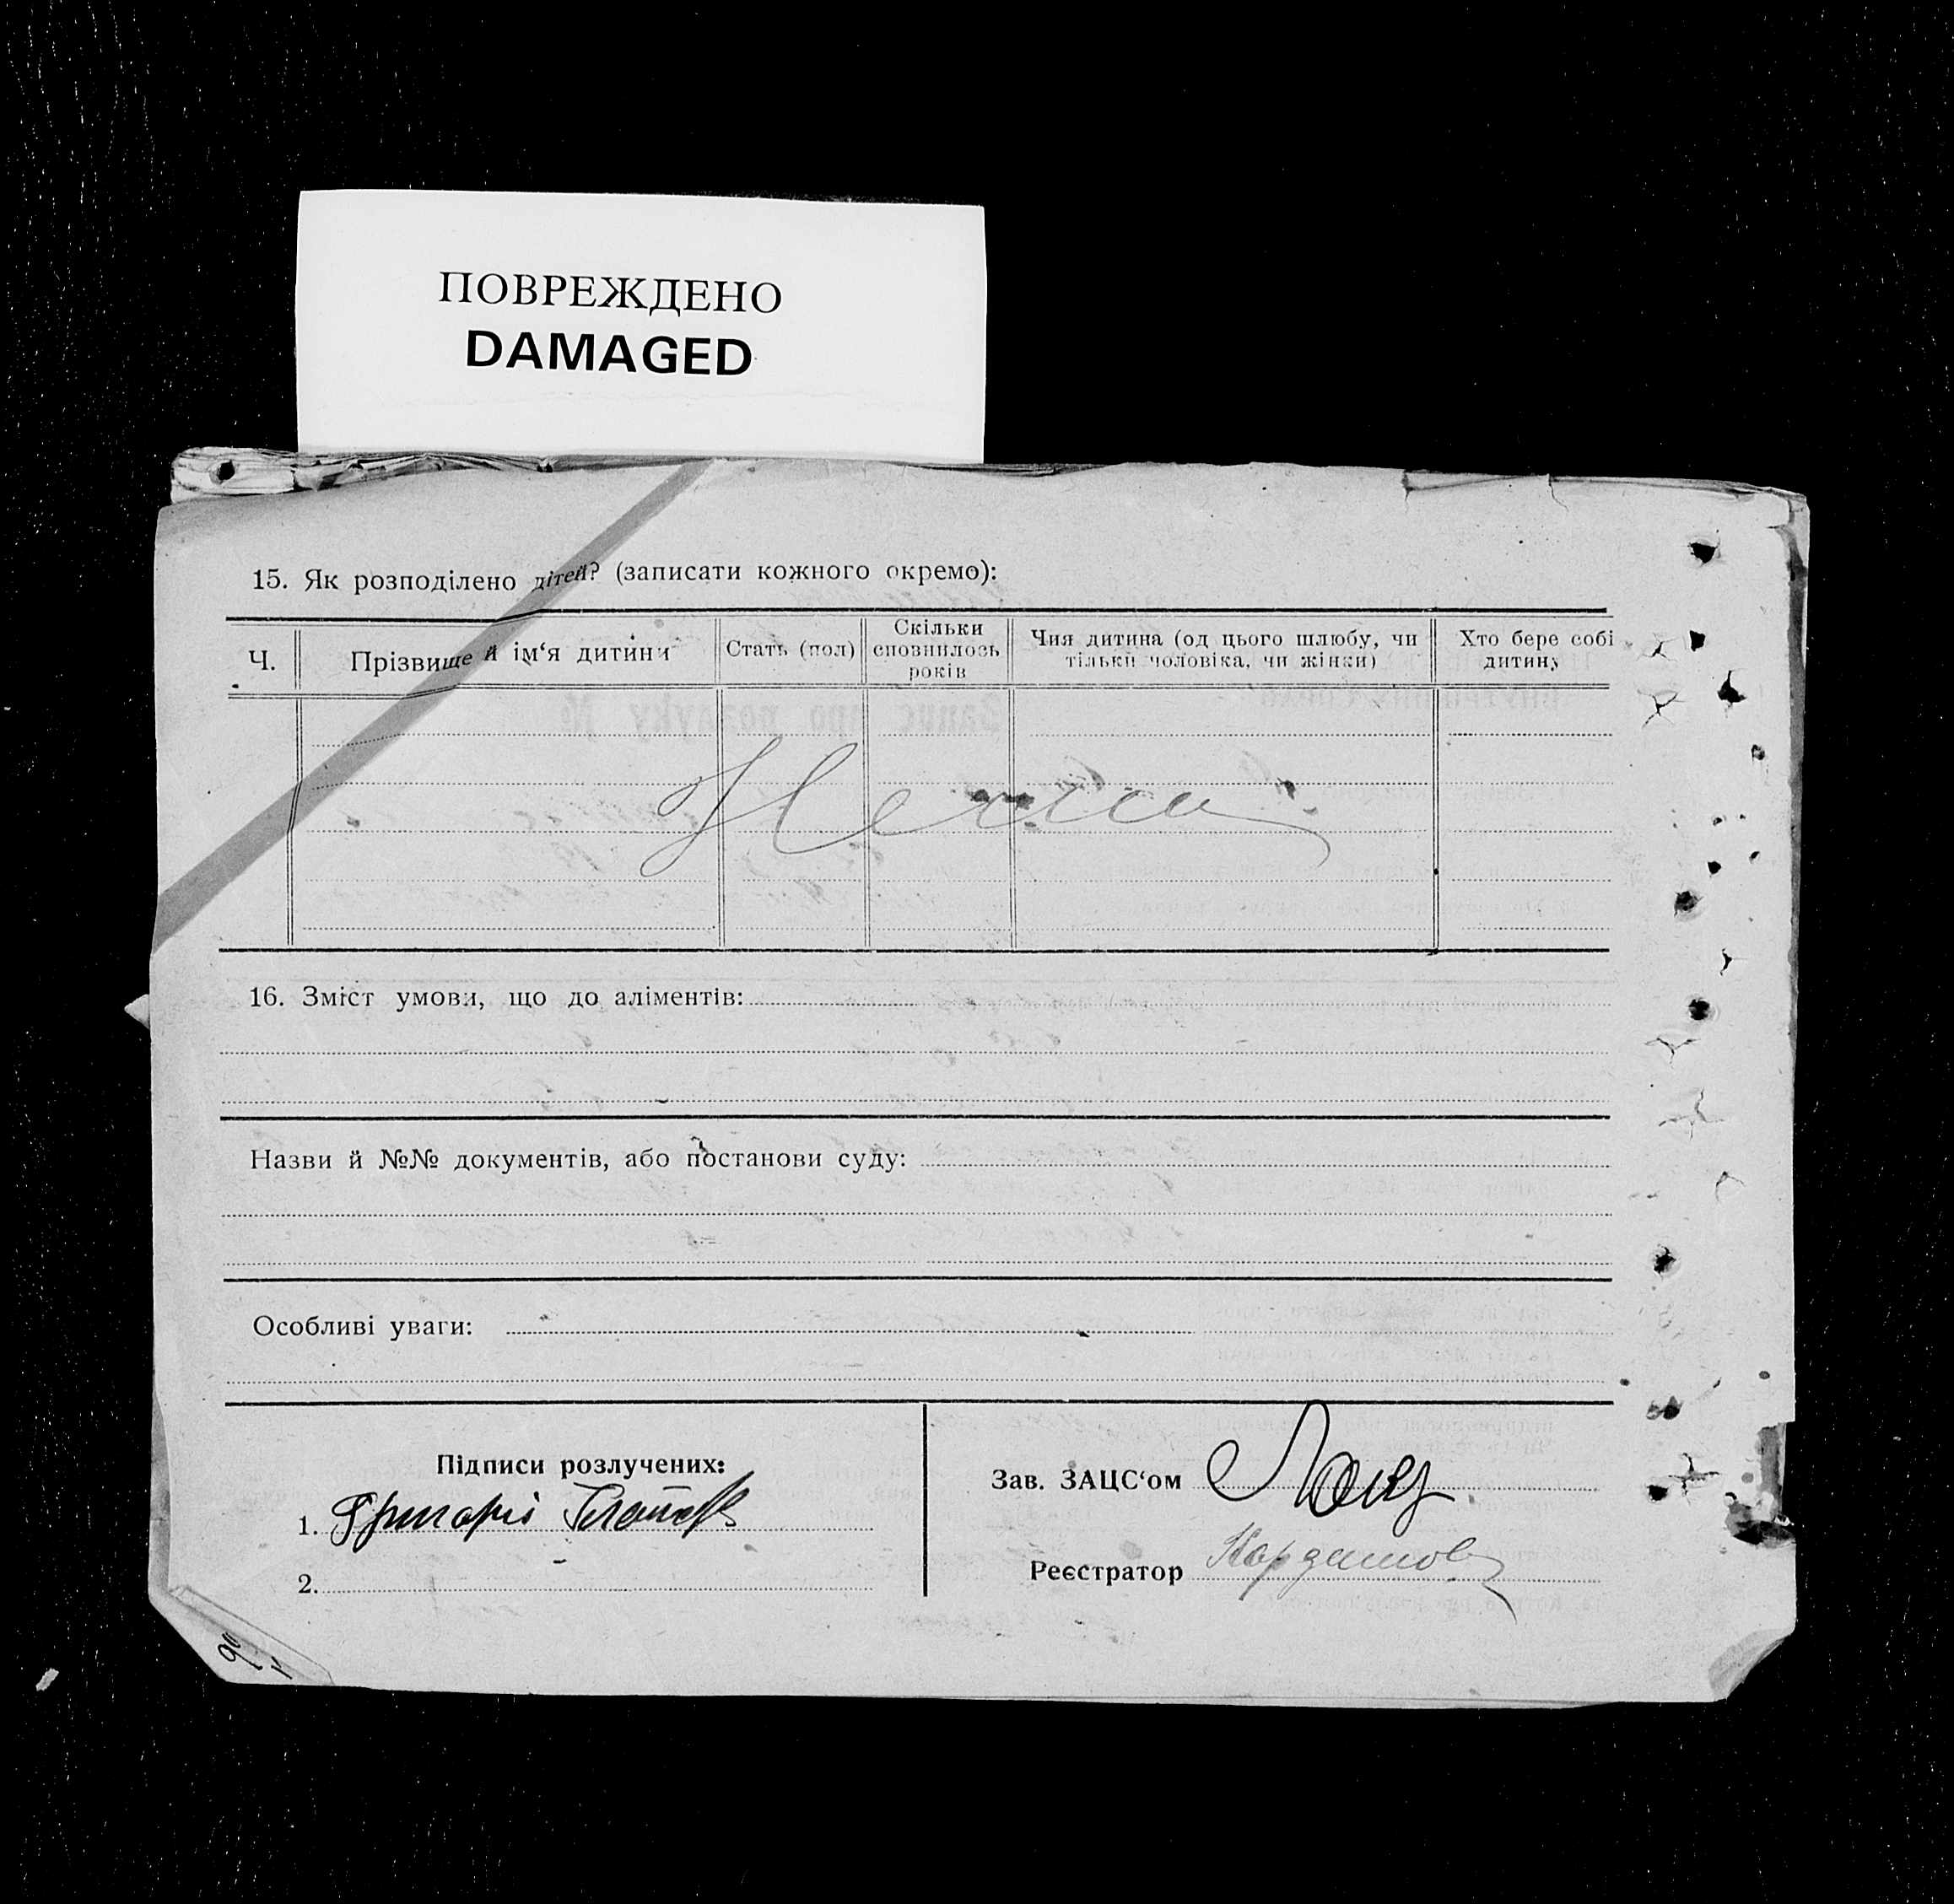 ПОВРЕЖДЕНО
DAMAGED
15. Як розподілено дітей? (записати кожного окремо):
Ч.
Прізвище й ім‘я дитини
Стать (пол)
Скільки
сповнилось
років
Чия дитина (од цього шлюбу, чи
тільки чоловіка, чи жінки)
Хто бере собі
дитину
Нема
16. Зміст умови, що до аліментів:
Назви й №№ документів, або постанови суду:
Особливі уваги:
Підписи розлучених:
1. Григорій
2.
Зав. ЗАЦС‘ом
Реєстратор